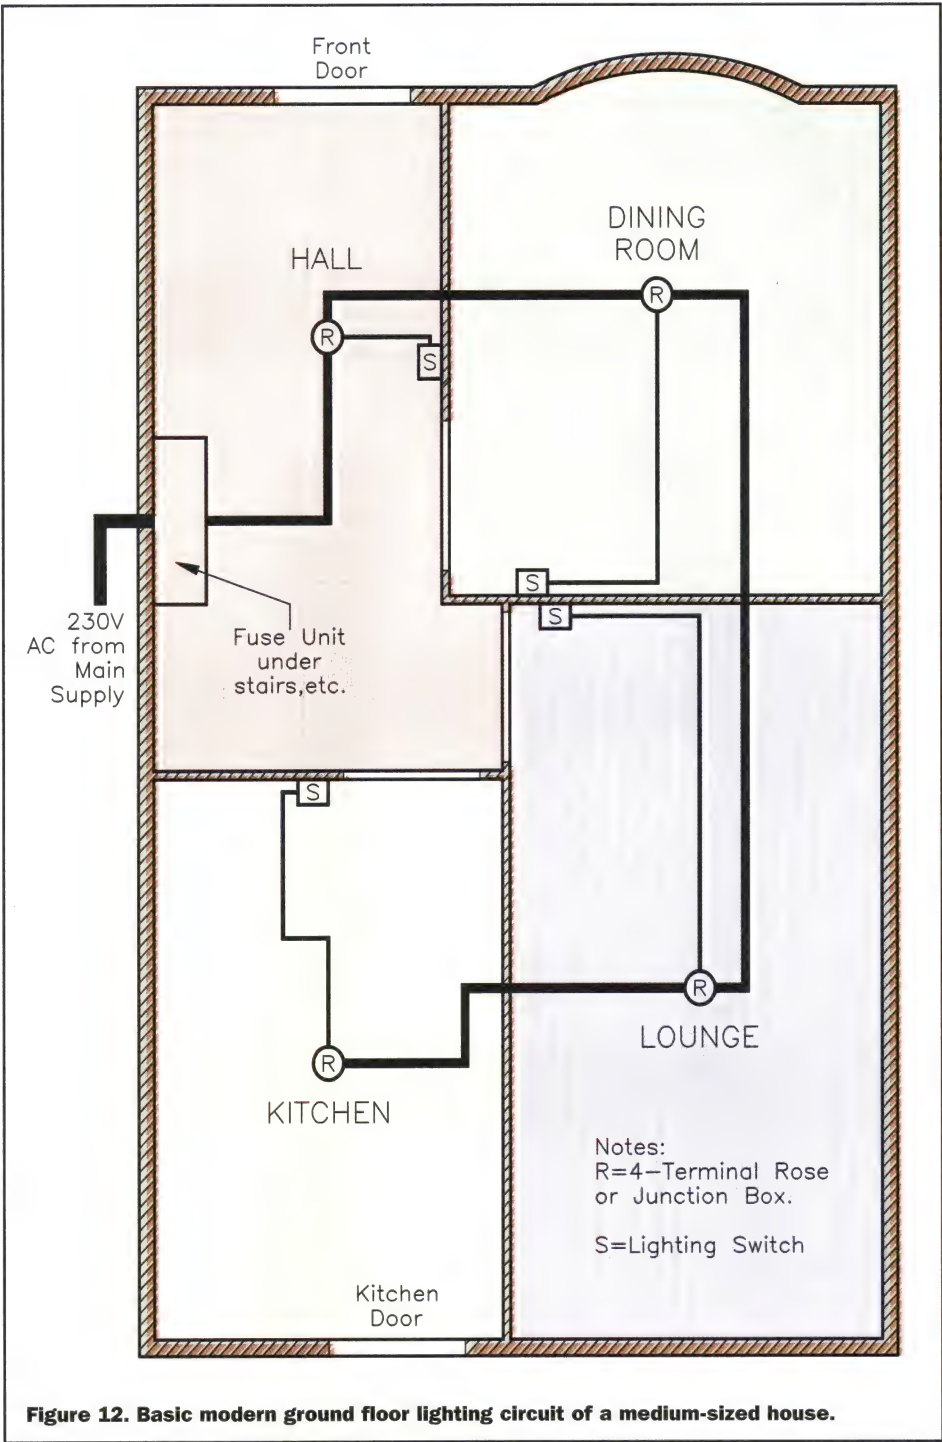 Front
Door
DINING
ROOM
HALL
R
R
S
S
230V
AC from
Main
Supply
Fuse Unit
under
stairs,etc.
S
S
R
LOUNGE
R
KITCHEN
Notes:
R=4-Terminal Rose
or Junction Box.
S=Lighting Switch
Kitchen
Door
Figure 12. Basic modern ground floor lighting circuit of a medium-sized house.